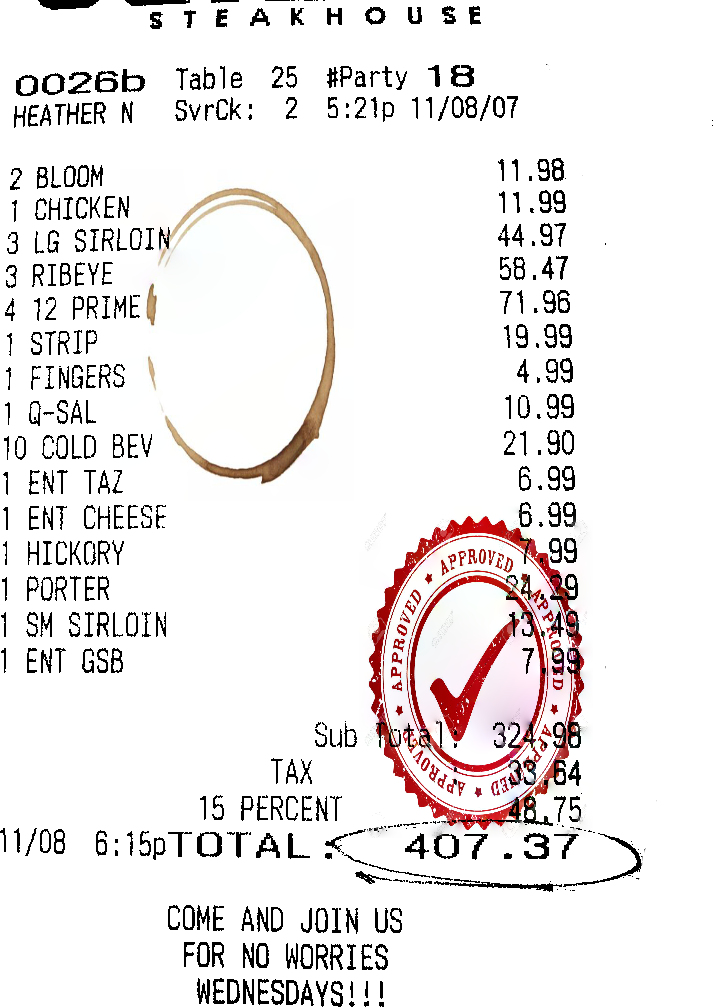 STEAKHOUSE
0026b Table 25 #Party 18
HEATHER N SvrCk: 2 5:21p 11/08/07
2 BLOOM 11.98
1 CHICKEN 11.99
3 LG SIRLOIN 44.97
3 RIBEYE 58.47
4 12 PRIME 71.96
1 STRIP 19.99
1 FINGERS 4.99
1 Q-SAL 10.99
10 COLD BEV 21.90
1 ENT TAZ 6.99
1 ENT CHEESE 6.99
1 HICKORY 7.99
1 PORTER 24.29
1 SM SIRLOIN 13.49
1 ENT GSB 7.99
APPROVED ★ APPROVED ★ APPROVED ★ APPROVED ★ APPROVED ★
Sub Total: 324.98
TAX : 33.64
15 PERCENT 48.75
11/08 6:15pTOTAL: 407.37
COME AND JOIN US
FOR NO WORRIES
WEDNESDAYS!!!